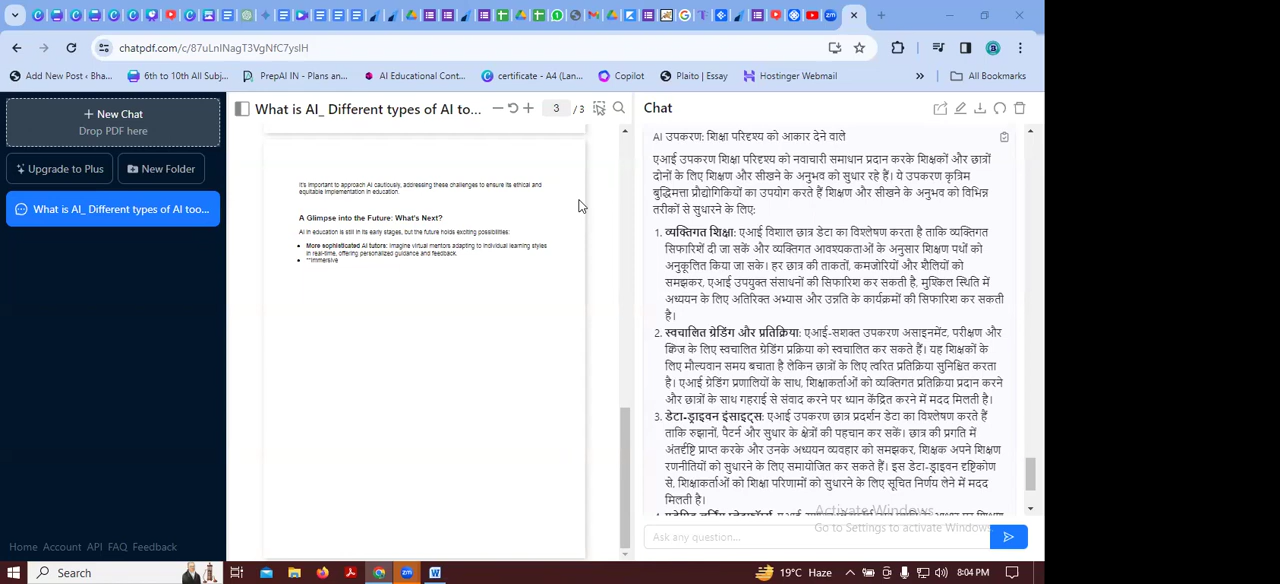 chatpdf.com/c/87uLnINagT3VgNfC7ysIH
Add New Post ‹ Bha...
6th to 10th All Subj...
PrepAI IN - Plans an...
AI Educational Cont...
certificate - A4 (Lan...
Copilot
Plaito | Essay
Hostinger Webmail
»
All Bookmarks
+ New Chat
Drop PDF here
Upgrade to Plus
New Folder
What is AI_ Different types of AI too...
Home Account API FAQ Feedback
What is AI_ Different types of AI to...
3 / 3
It's important to approach AI cautiously, addressing these challenges to ensure its ethical and
equitable implementation in education.
A Glimpse into the Future: What's Next?
AI in education is still in its early stages, but the future holds exciting possibilities:
• More sophisticated AI tutors: Imagine virtual mentors adapting to individual learning styles
in real-time, offering personalized guidance and feedback.
• **Immersive
Chat
AI उपकरण: शिक्षा परिदृश्य को आकार देने वाले
एआई उपकरण शिक्षा परिदृश्य को नवाचारी समाधान प्रदान करके शिक्षकों और छात्रों
दोनों के लिए शिक्षण और सीखने के अनुभव को सुधार रहे हैं। ये उपकरण कृत्रिम
बुद्धिमत्ता प्रौद्योगिकियों का उपयोग करते हैं शिक्षण और सीखने के अनुभव को विभिन्न
तरीकों से सुधारने के लिए:
1. व्यक्तिगत शिक्षा: एआई विशाल छात्र डेटा का विश्लेषण करता है ताकि व्यक्तिगत
सिफारिशें दी जा सकें और व्यक्तिगत आवश्यकताओं के अनुसार शिक्षण पथों को
अनुकूलित किया जा सके। हर छात्र की ताकतों, कमजोरियों और शैलियों को
समझकर, एआई उपयुक्त संसाधनों की सिफारिश कर सकती है, मुश्किल स्थिति में
अध्ययन के लिए अतिरिक्त अभ्यास और उन्नति के कार्यक्रमों की सिफारिश कर सकती
है।
2. स्वचालित ग्रेडिंग और प्रतिक्रिया: एआई-सशक्त उपकरण असाइनमेंट, परीक्षण और
क्विज के लिए स्वचालित ग्रेडिंग प्रक्रिया को स्वचालित कर सकते हैं। यह शिक्षकों के
लिए मौल्यवान समय बचाता है लेकिन छात्रों के लिए त्वरित प्रतिक्रिया सुनिश्चित करता
है। एआई ग्रेडिंग प्रणालियों के साथ, शिक्षाकर्ताओं को व्यक्तिगत प्रतिक्रिया प्रदान करने
और छात्रों के साथ गहराई से संवाद करने पर ध्यान केंद्रित करने में मदद मिलती है।
3. डेटा-ड्राइवन इंसाइट्स: एआई उपकरण छात्र प्रदर्शन डेटा का विश्लेषण करते हैं
ताकि रुझानों, पैटर्न और सुधार के क्षेत्रों की पहचान कर सकें। छात्र की प्रगति में
अंतर्दृष्टि प्राप्त करके और उनके अध्ययन व्यवहार को समझकर, शिक्षक अपने शिक्षण
रणनीतियों को सुधारने के लिए समायोजित कर सकते हैं। इस डेटा-ड्राइवन दृष्टिकोण
से, शिक्षाकर्ताओं को शिक्षा परिणामों को सुधारने के लिए सूचित निर्णय लेने में मदद
मिलती है।
Activate Windows
Go to Settings to activate Windows.
Ask any question...
Search
19°C Haze
8:04 PM